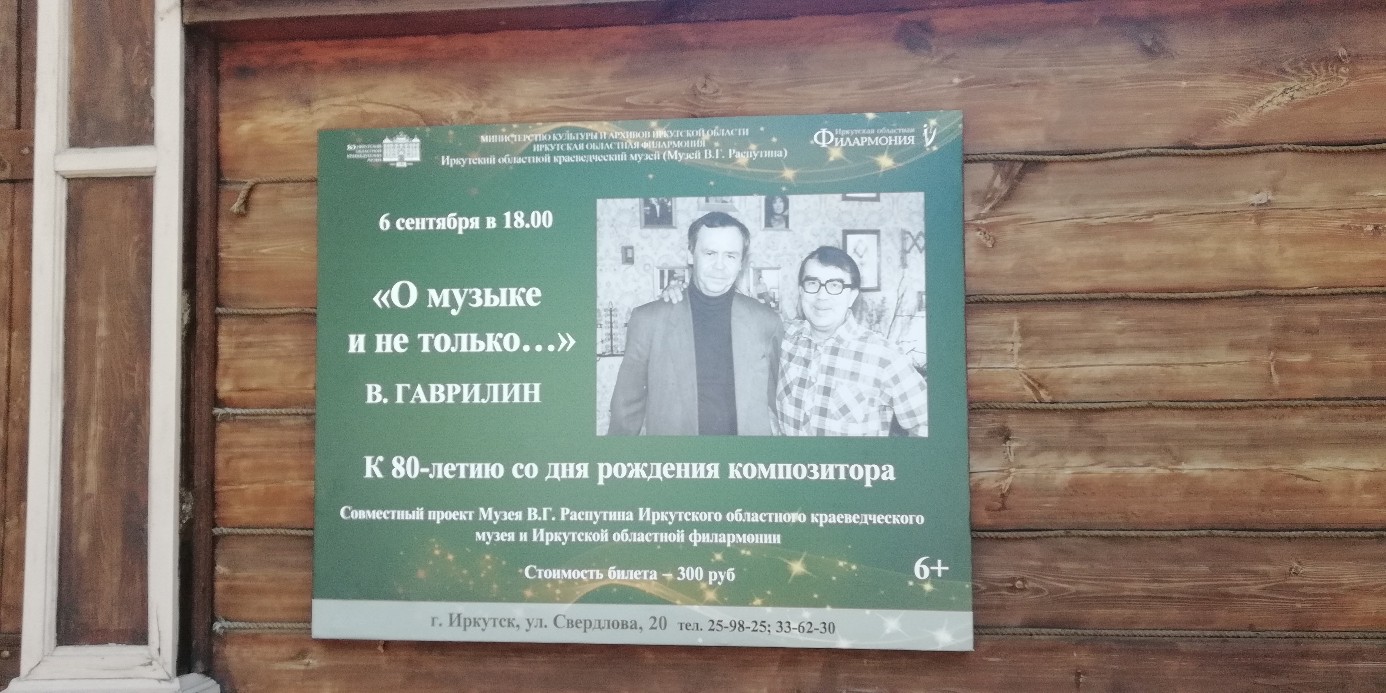 МИНИСТЕРСТВО КУЛЬТУРЫ И АРХИВОВ ИРКУТСКОЙ ОБЛАСТИ
ИРКУТСКАЯ ОБЛАСТНАЯ ФИЛАРМОНИЯ
Иркутский областной краеведческий музей (Музей В.Г. Распутина)
Иркутская областная
ФИЛАРМОНИЯ
6 сентября в 18.00
«О музыке
и не только...»
В. ГАВРИЛИН
К 80-летию со дня рождения композитора
Совместный проект Музея В.Г. Распутина Иркутского областного краеведческого
музея и Иркутской областной филармонии
Стоимость билета – 300 руб
6+
г. Иркутск, ул. Свердлова, 20 тел. 25-98-25; 33-62-30